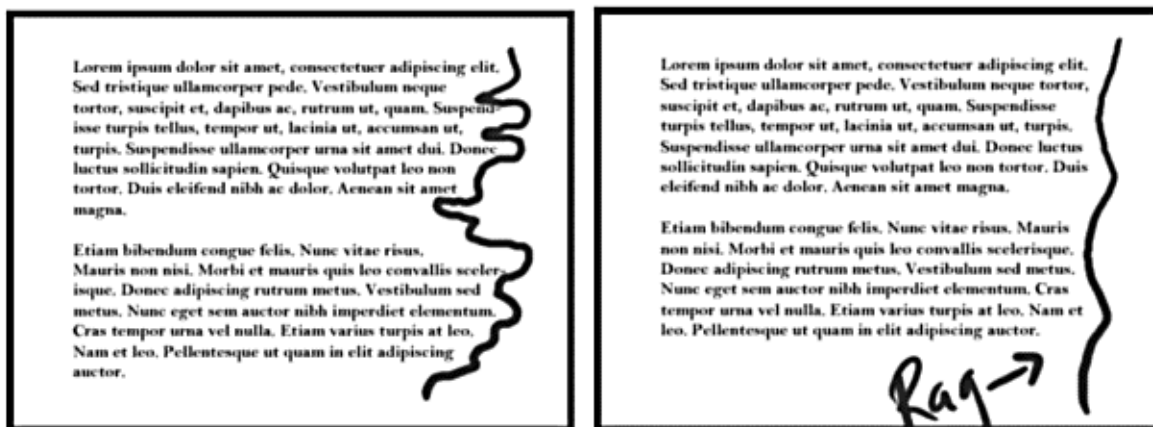 Lorem ipsum dolor sit amet, consectetuer adipiscing elit.
Sed tristique ullamcorper pede. Vestibulum neque
tortor, suscipit et, dapibus ac, rutrum ut, quam. Suspend-
isse turpis tellus, tempor ut, lacinia ut, accumsan ut,
turpis. Suspendisse ullamcorper urna sit amet dui. Donec
luctus sollicitudin sapien. Quisque volutpat leo non
tortor. Duis eleifend nibh ac dolor. Aenean sit amet
magna.
Etiam bibendum congue felis. Nunc vitae risus.
Mauris non nisi. Morbi et mauris quis leo convallis sceler-
isque. Donec adipiscing rutrum metus. Vestibulum sed
metus. Nunc eget sem auctor nibh imperdiet elementum.
Cras tempor urna vel nulla. Etiam varius turpis at leo.
Nam et leo. Pellentesque ut quam in elit adipiscing
auctor.
Lorem ipsum dolor sit amet, consectetuer adipiscing elit.
Sed tristique ullamcorper pede. Vestibulum neque tortor,
suscipit et, dapibus ac, rutrum ut, quam. Suspendisse
turpis tellus, tempor ut, lacinia ut, accumsan ut, turpis.
Suspendisse ullamcorper urna sit amet dui. Donec luctus
sollicitudin sapien. Quisque volutpat leo non tortor. Duis
eleifend nibh ac dolor. Aenean sit amet magna.
Etiam bibendum congue felis. Nunc vitae risus. Mauris
non nisi. Morbi et mauris quis leo convallis scelerisque.
Donec adipiscing rutrum metus. Vestibulum sed metus.
Nunc eget sem auctor nibh imperdiet elementum. Cras
tempor urna vel nulla. Etiam varius turpis at leo. Nam et
leo. Pellentesque ut quam in elit adipiscing auctor.
Rag →